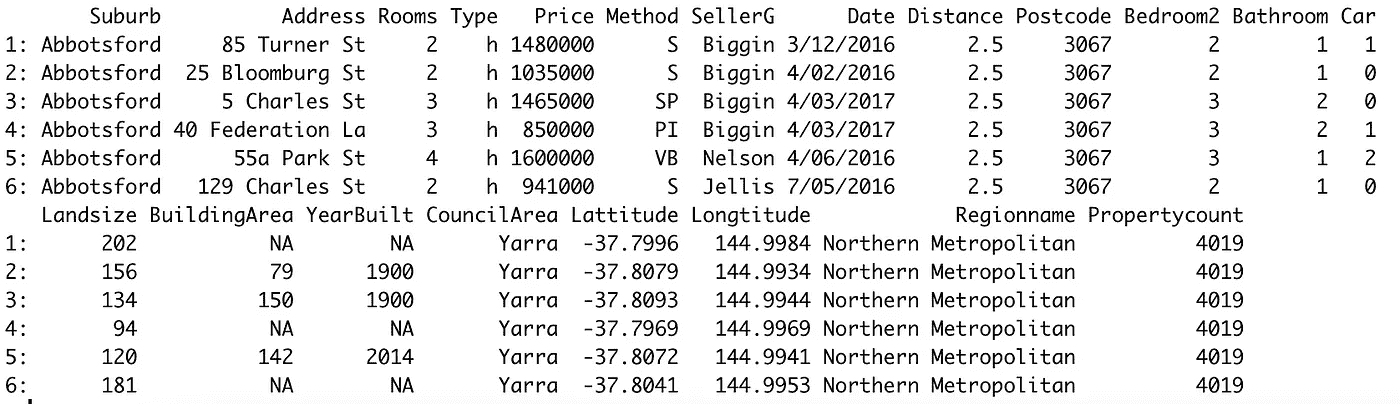 Suburb Address Rooms Type Price Method SellerG Date Distance Postcode Bedroom2 Bathroom Car
1: Abbotsford 85 Turner St 2 h 1480000 S Biggin 3/12/2016 2.5 3067 2 1 1
2: Abbotsford 25 Bloomburg St 2 h 1035000 S Biggin 4/02/2016 2.5 3067 2 1 0
3: Abbotsford 5 Charles St 3 h 1465000 SP Biggin 4/03/2017 2.5 3067 3 2 0
4: Abbotsford 40 Federation La 3 h 850000 PI Biggin 4/03/2017 2.5 3067 3 2 1
5: Abbotsford 55a Park St 4 h 1600000 VB Nelson 4/06/2016 2.5 3067 3 1 2
6: Abbotsford 129 Charles St 2 h 941000 S Jellis 7/05/2016 2.5 3067 2 1 0
Landsize BuildingArea YearBuilt CouncilArea Lattitude Longtitude Regionname Propertycount
1: 202 NA NA Yarra -37.7996 144.9984 Northern Metropolitan 4019
2: 156 79 1900 Yarra -37.8079 144.9934 Northern Metropolitan 4019
3: 134 150 1900 Yarra -37.8093 144.9944 Northern Metropolitan 4019
4: 94 NA NA Yarra -37.7969 144.9969 Northern Metropolitan 4019
5: 120 142 2014 Yarra -37.8072 144.9941 Northern Metropolitan 4019
6: 181 NA NA Yarra -37.8041 144.9953 Northern Metropolitan 4019